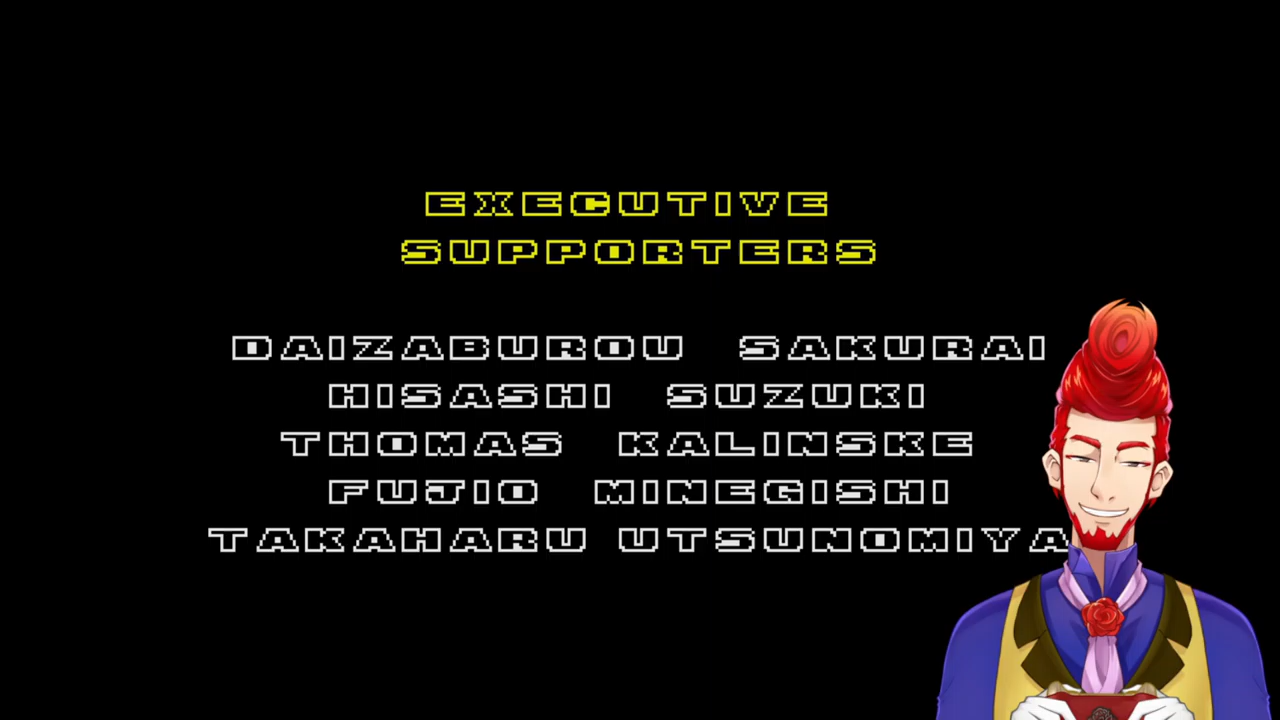 EXECUTIVE
SUPPORTERS
DAIZABUROU SAKURAI
HISASHI SUZUKI
THOMAS KALINSKE
FUJIO MINEGISHI
TAKAHARU UTSUNOMIYA